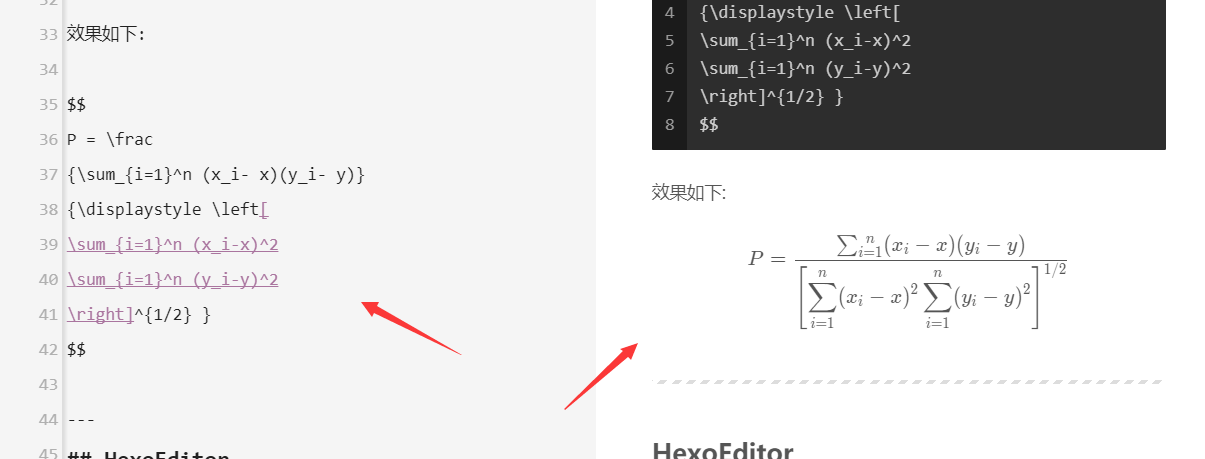 32
33 效果如下:
34
35 $$
36 P = \frac
37 {\sum_{i=1}^n (x_i- x)(y_i- y)}
38 {\displaystyle \left[
39 \sum_{i=1}^n (x_i-x)^2
40 \sum_{i=1}^n (y_i-y)^2
41 \right]^{1/2} }
42 $$
43
44 ---
45 ## HexoEditor
4 {\displaystyle \left[
5 \sum_{i=1}^n (x_i-x)^2
6 \sum_{i=1}^n (y_i-y)^2
7 \right]^{1/2} }
8 $$
效果如下:
P = \frac{\sum_{i=1}^{n}(x_i − x)(y_i − y)}{\left[\sum_{i=1}^{n}(x_i − x)^2 \sum_{i=1}^{n}(y_i − y)^2\right]^{1/2}}
HexoEditor